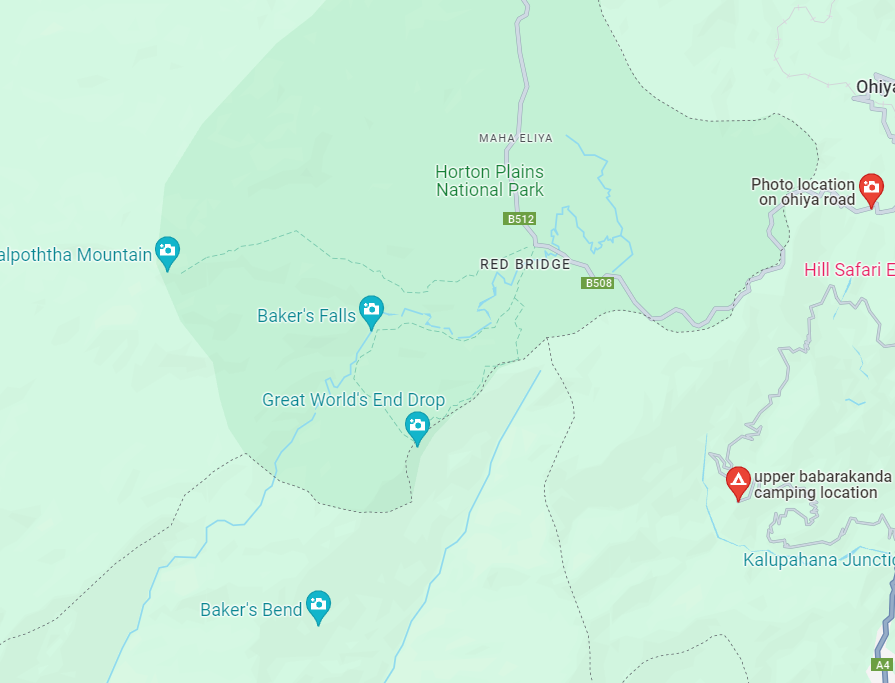 Ohiya
MAHA ELIYA
Horton Plains
National Park
Photo location
on ohiya road
B512
alpoththa Mountain
RED BRIDGE
Hill Safari E
B508
Baker's Falls
Great World's End Drop
upper babarakanda
camping location
Kalupahana Junctio
Baker's Bend
A4